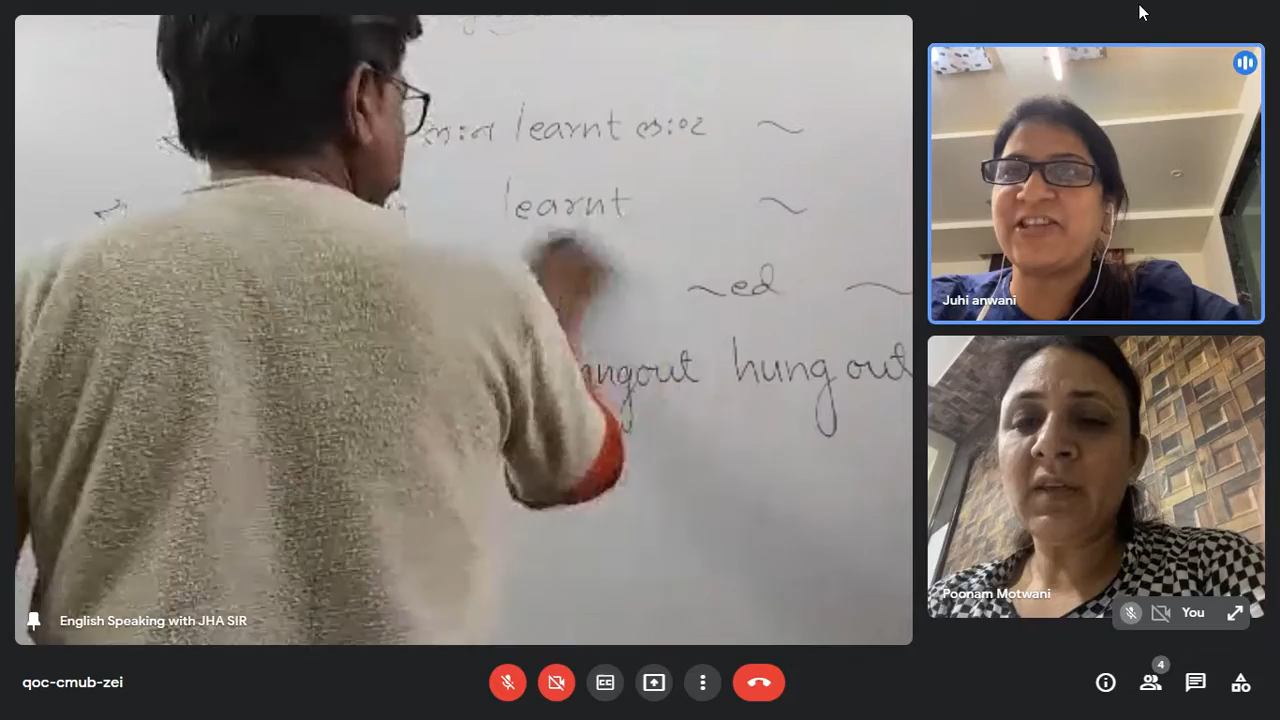 learnt ~
learnt ~
~ed ~
hung out
Juhi anwani
Poonam Motwani
You
English Speaking with JHA SIR
qoc-cmub-zei
4